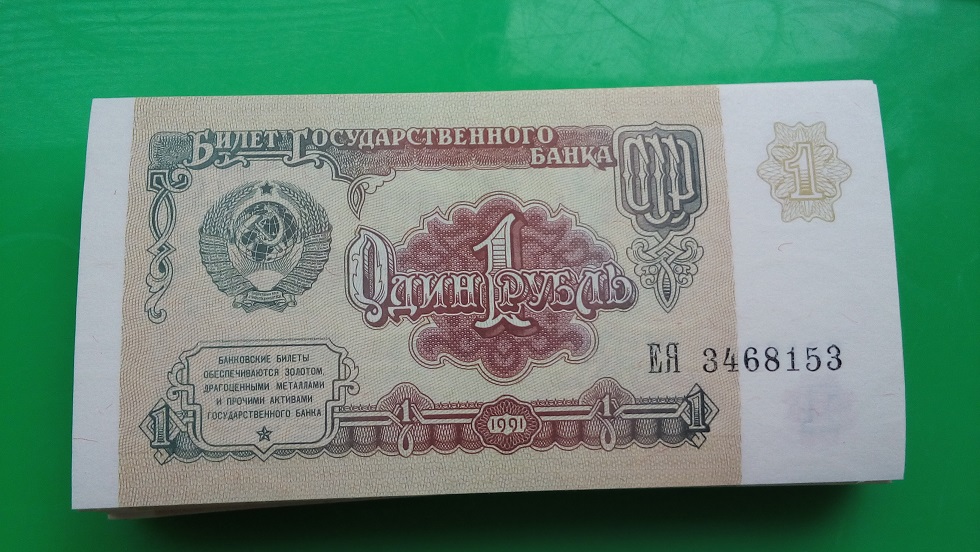 Билет Государственного
Банка
СССР
1
Один 1 рубль
ЕЯ 3468153
БАНКОВСКИЕ БИЛЕТЫ
ОБЕСПЕЧИВАЮТСЯ ЗОЛОТОМ,
ДРАГОЦЕННЫМИ МЕТАЛЛАМИ
И ПРОЧИМИ АКТИВАМИ
ГОСУДАРСТВЕННОГО БАНКА
1 1 1991 1 1